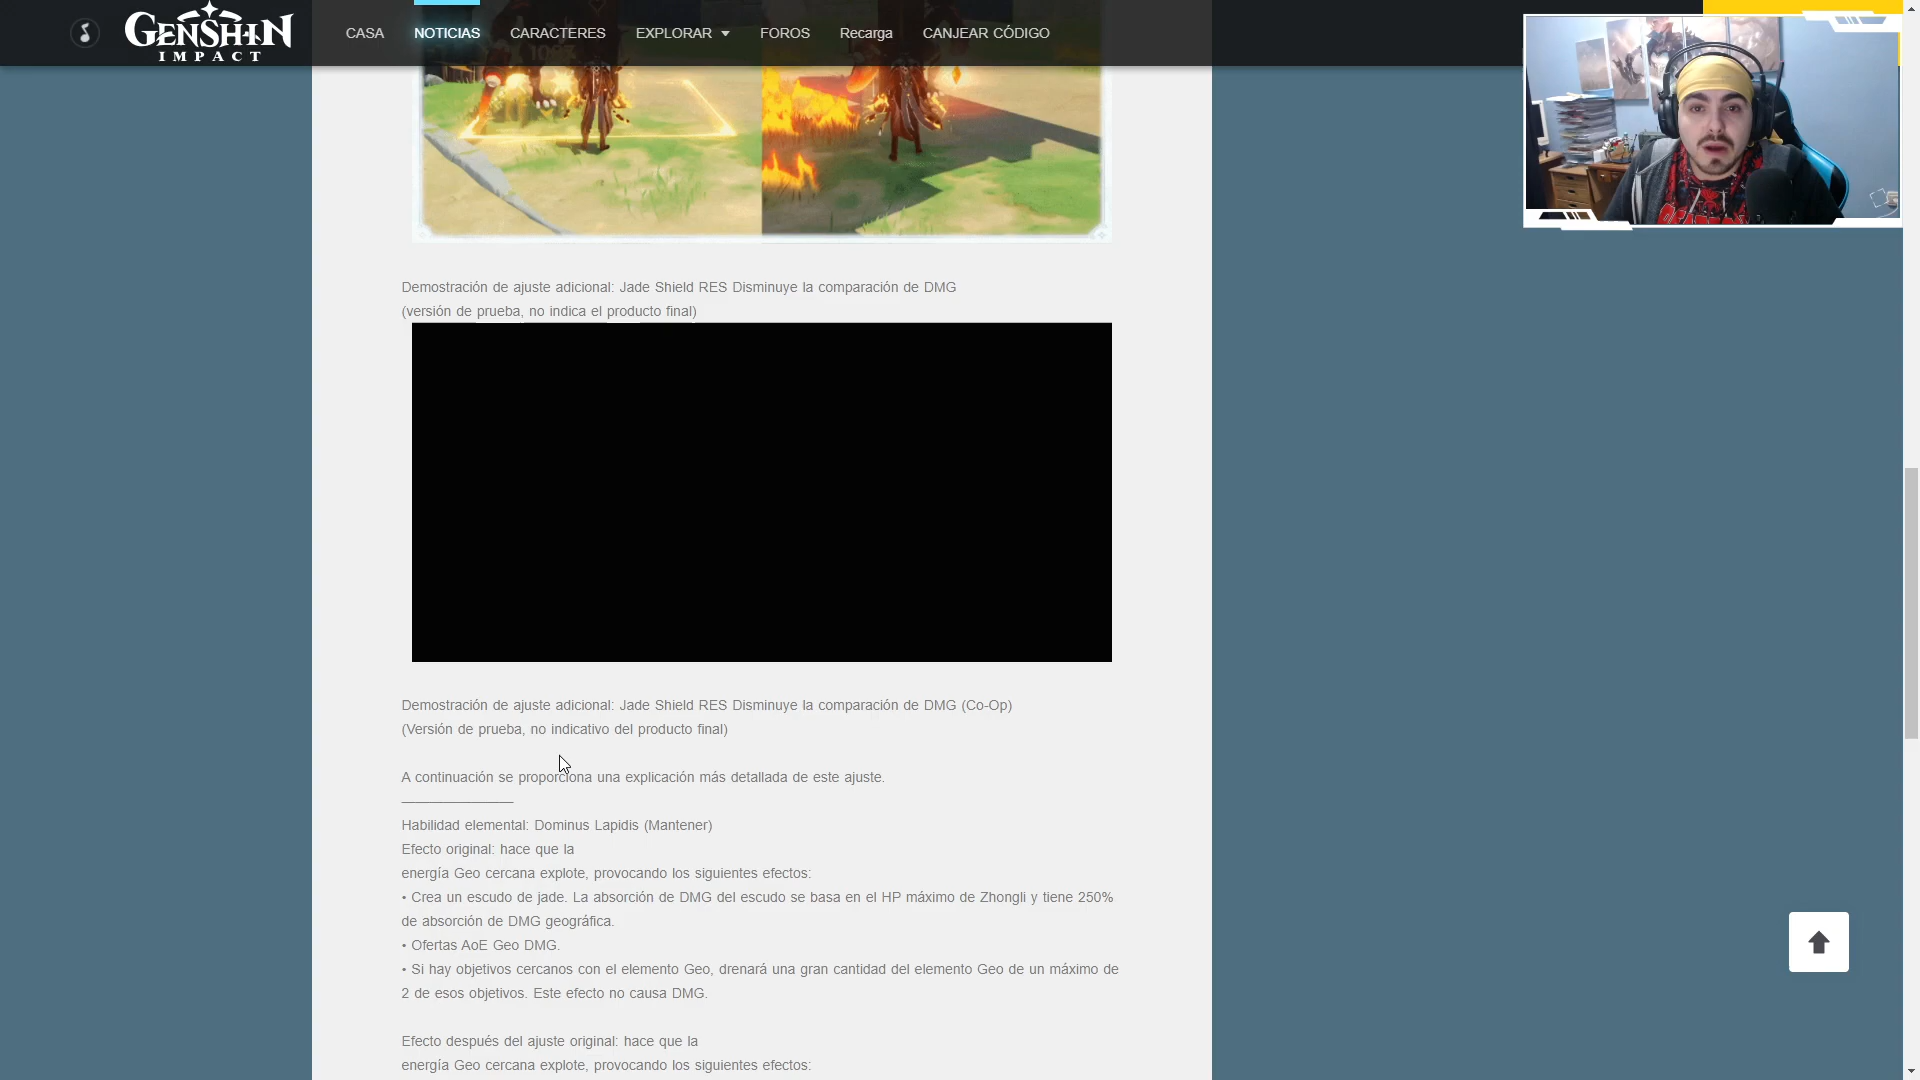 GENSHIN
IMPACT
CASA
NOTICIAS
CARACTERES
EXPLORAR
FOROS
Recarga
CANJEAR CÓDIGO
Demostración de ajuste adicional: Jade Shield RES Disminuye la comparación de DMG
(versión de prueba, no indica el producto final)
Demostración de ajuste adicional: Jade Shield RES Disminuye la comparación de DMG (Co-Op)
(Versión de prueba, no indicativo del producto final)
A continuación se proporciona una explicación más detallada de este ajuste.
Habilidad elemental: Dominus Lapidis (Mantener)
Efecto original: hace que la
energía Geo cercana explote, provocando los siguientes efectos:
• Crea un escudo de jade. La absorción de DMG del escudo se basa en el HP máximo de Zhongli y tiene 250%
de absorción de DMG geográfica.
• Ofertas AoE Geo DMG.
• Si hay objetivos cercanos con el elemento Geo, drenará una gran cantidad del elemento Geo de un máximo de
2 de esos objetivos. Este efecto no causa DMG.
Efecto después del ajuste original: hace que la
energía Geo cercana explote, provocando los siguientes efectos: